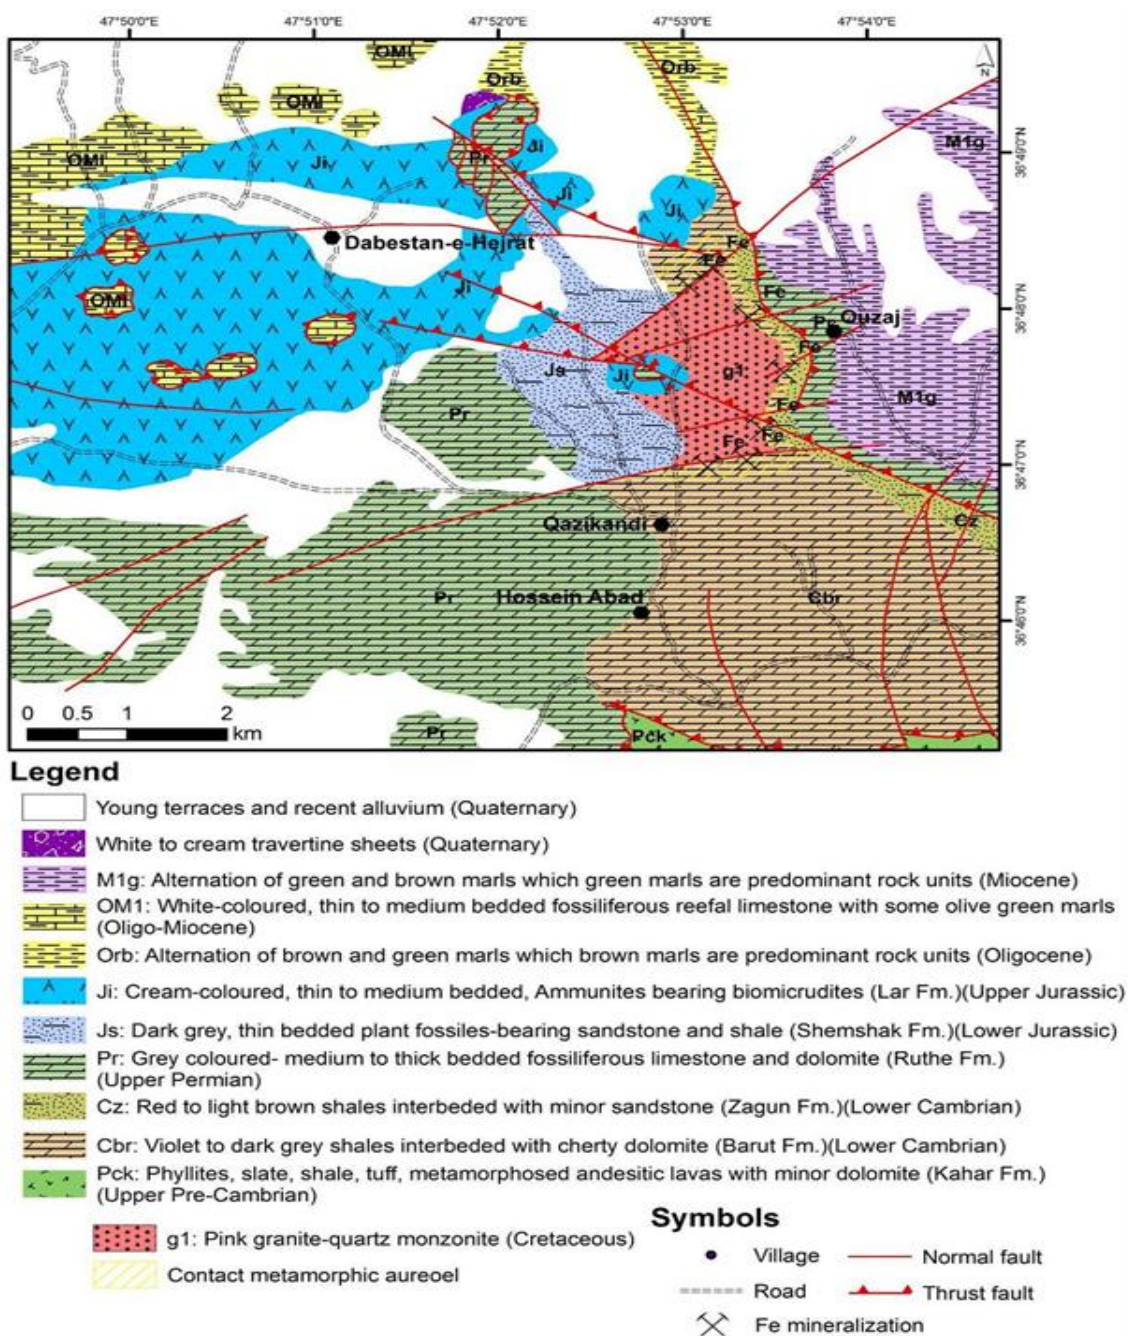 47°50'0"E 47°51'0"E 47°52'0"E 47°53'0"E 47°54'0"E
OMI
Orb
Orb
OMI
N
M1g
36°49'0"N
OMI
Ji
Pr
Ji
Ji
Ji
Dabestan-e-Hejrat
Fe
Fe
Ji
Fe
OMI
36°48'0"N
Pr
Ouzaj
Fe
Js
Ji
g1
M1g
Pr
Fe
Fe
Fe
36°47'0"N
Qazikandi
Cz
Pr
Hossein Abad
Cbr
36°46'0"N
0 0.5 1 2
km
Pr
Pck
Legend
Young terraces and recent alluvium (Quaternary)
White to cream travertine sheets (Quaternary)
M1g: Alternation of green and brown marls which green marls are predominant rock units (Miocene)
OM1: White-coloured, thin to medium bedded fossiliferous reefal limestone with some olive green marls
(Oligo-Miocene)
Orb: Alternation of brown and green marls which brown marls are predominant rock units (Oligocene)
Ji: Cream-coloured, thin to medium bedded, Ammunites bearing biomicrudites (Lar Fm.)(Upper Jurassic)
Js: Dark grey, thin bedded plant fossiles-bearing sandstone and shale (Shemshak Fm.)(Lower Jurassic)
Pr: Grey coloured- medium to thick bedded fossiliferous limestone and dolomite (Ruthe Fm.)
(Upper Permian)
Cz: Red to light brown shales interbeded with minor sandstone (Zagun Fm.)(Lower Cambrian)
Cbr: Violet to dark grey shales interbeded with cherty dolomite (Barut Fm.)(Lower Cambrian)
Pck: Phyllites, slate, shale, tuff, metamorphosed andesitic lavas with minor dolomite (Kahar Fm.)
(Upper Pre-Cambrian)
g1: Pink granite-quartz monzonite (Cretaceous)
Contact metamorphic aureoel
Symbols
Village
Normal fault
Road
Thrust fault
Fe mineralization